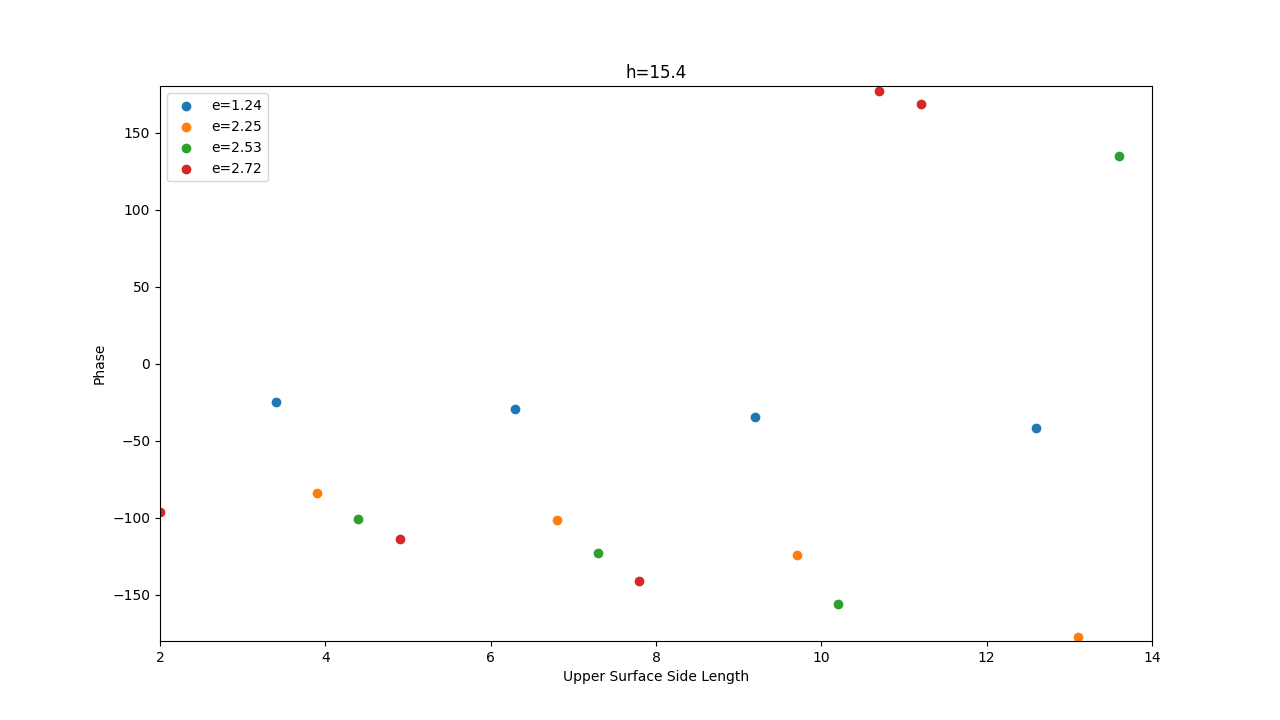 h=15.4
e=1.24
e=2.25
e=2.53
e=2.72
150
100
50
0
−50
−100
−150
Phase
2 4 6 8 10 12 14
Upper Surface Side Length